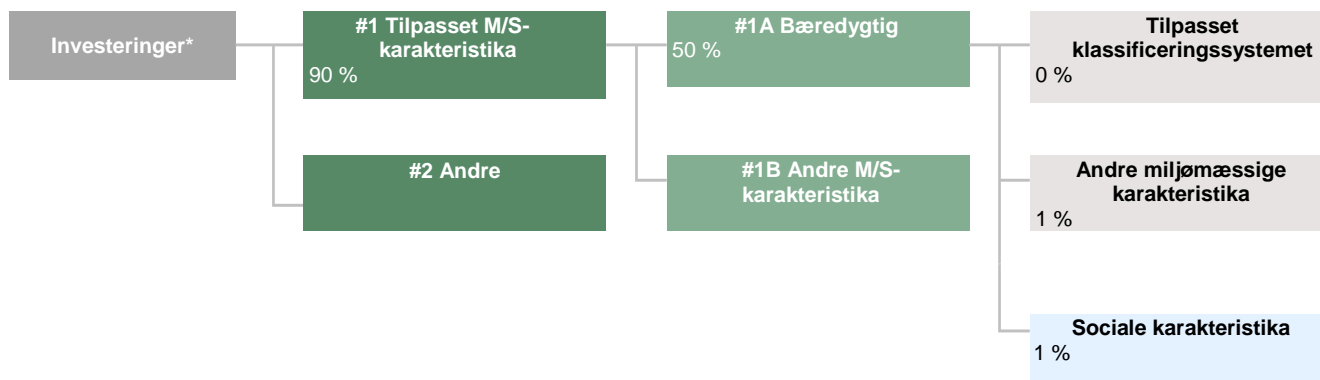 Investeringer*
#1 Tilpasset M/S-
karakteristika
90 %
#2 Andre
#1A Bæredygtig
50 %
#1B Andre M/S-
karakteristika
Tilpasset
klassificeringssystemet
0 %
Andre miljømæssige
karakteristika
1 %
Sociale karakteristika
1 %